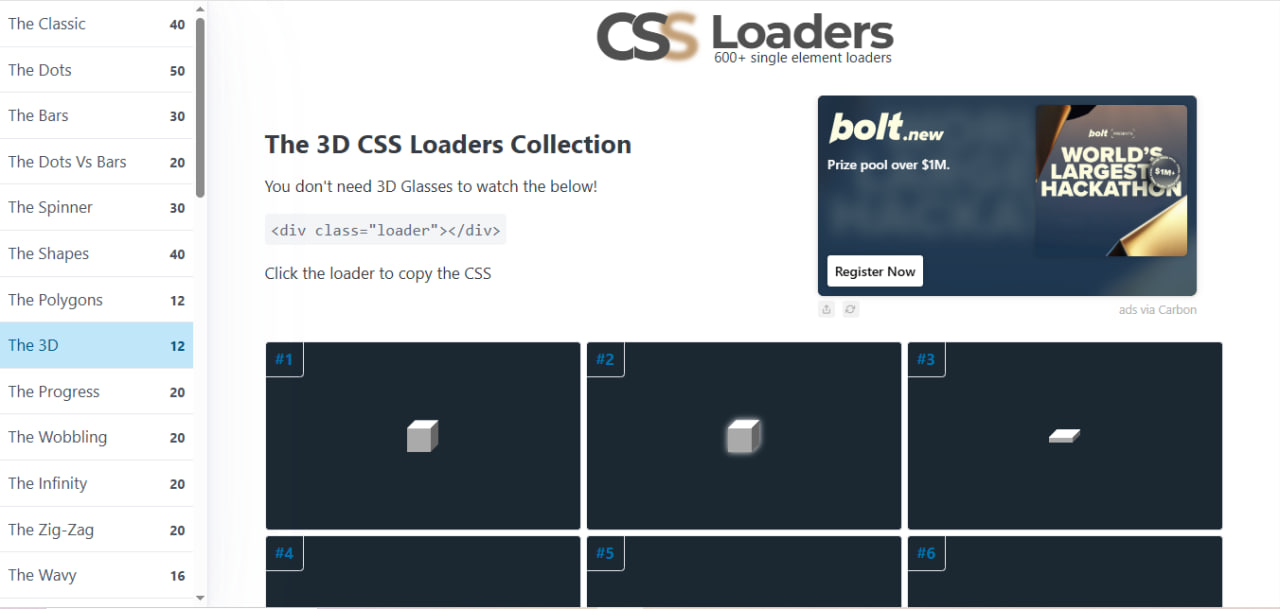 The Classic 40
The Dots 50
The Bars 30
The Dots Vs Bars 20
The Spinner 30
The Shapes 40
The Polygons 12
The 3D 12
The Progress 20
The Wobbling 20
The Infinity 20
The Zig-Zag 20
The Wavy 16
CSS Loaders
600+ single element loaders
The 3D CSS Loaders Collection
You don't need 3D Glasses to watch the below!
<div class="loader"></div>
Click the loader to copy the CSS
bolt.new
Prize pool over $1M.
Register Now
bolt PRESENTS
WORLD'S
LARGEST
$1M+
HACKATHON
ads via Carbon
#1
#2
#3
#4
#5
#6